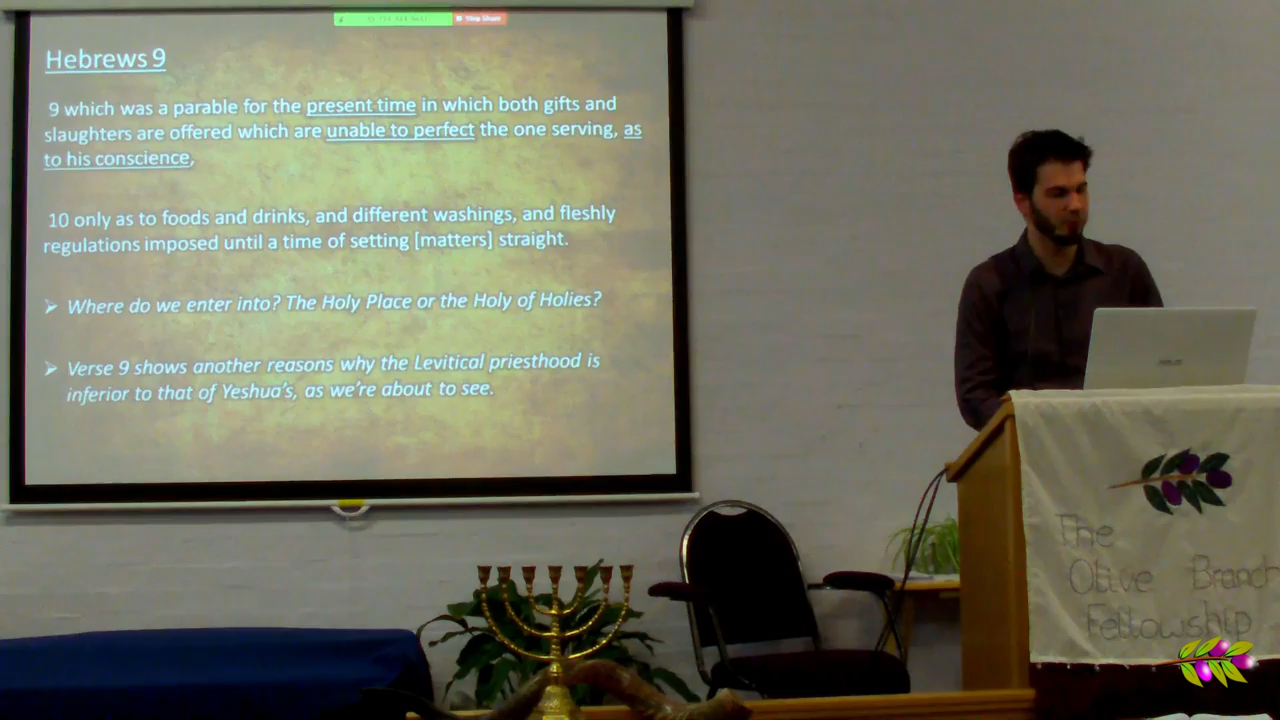 Stop Share
Hebrews 9
9 which was a parable for the present time in which both gifts and
slaughters are offered which are unable to perfect the one serving, as
to his conscience,
10 only as to foods and drinks, and different washings, and fleshly
regulations imposed until a time of setting [matters] straight.
➤ Where do we enter into? The Holy Place or the Holy of Holies?
➤ Verse 9 shows another reasons why the Levitical priesthood is
inferior to that of Yeshua's, as we're about to see.
The
Olive Branch
Fellowship